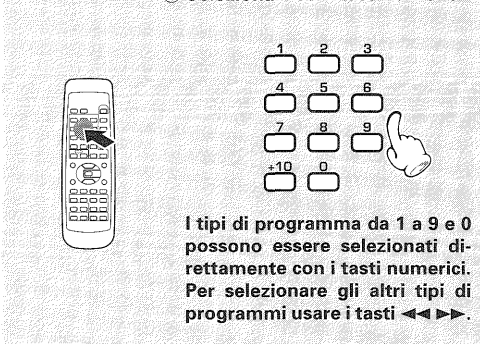 1 2 3
4 5 6
7 8 9
+10 0
I tipi di programma da 1 a 9 e 0
possono essere selezionati di-
rettamente con i tasti numerici.
Per selezionare gli altri tipi di
programmi usare i tasti ◄◄ ►►.